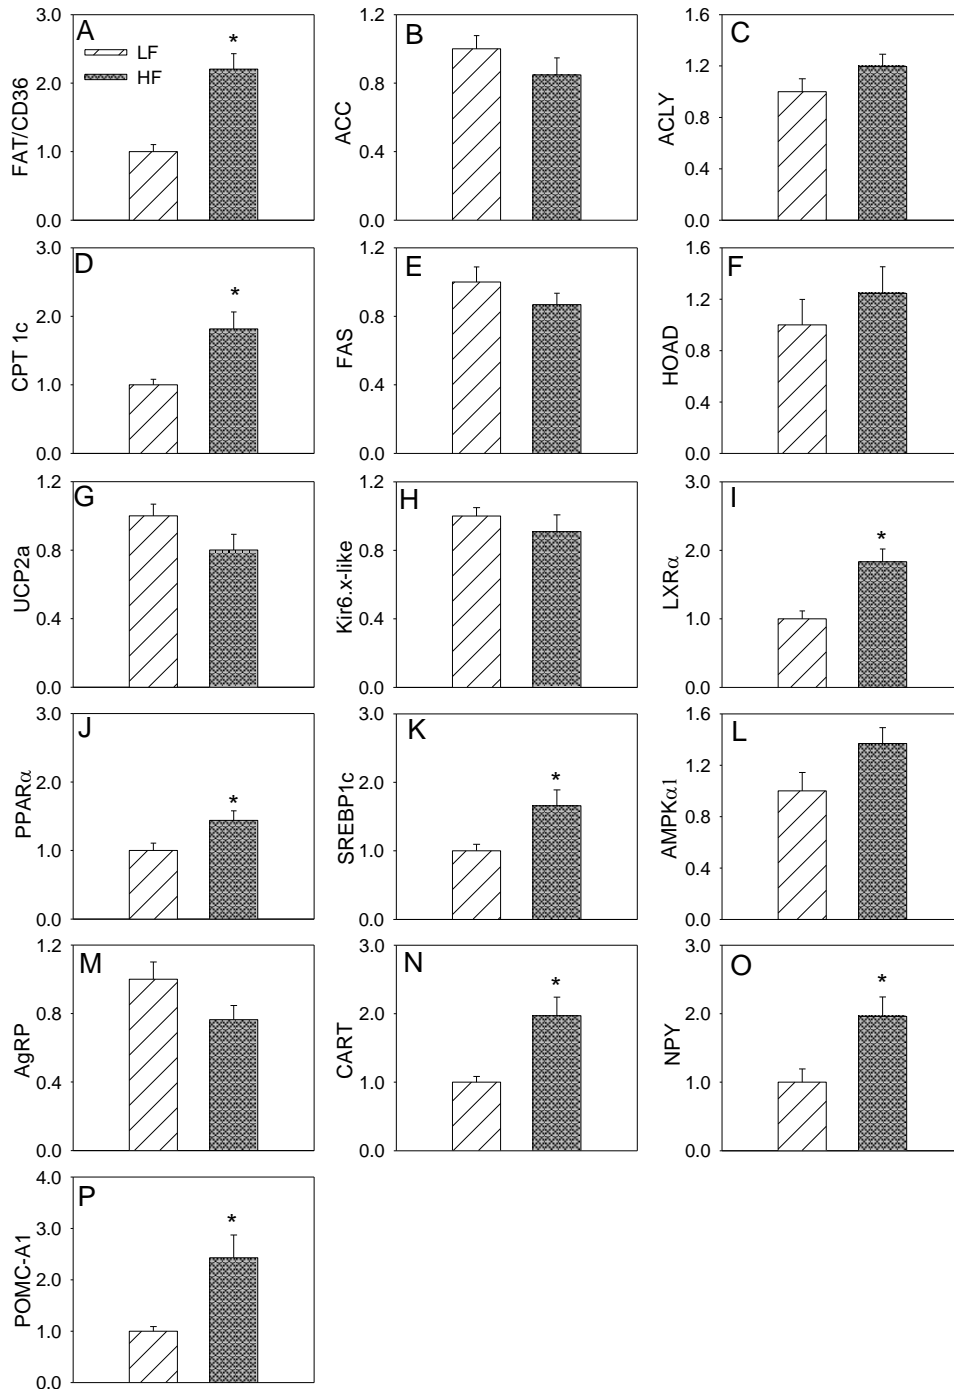 A
LF
HF
*
FAT/CD36
3.0
2.0
1.0
0.0
B
ACC
1.2
0.8
0.4
0.0
C
ACLY
1.6
1.2
0.8
0.4
0.0
D
*
CPT 1c
3.0
2.0
1.0
0.0
E
FAS
1.2
0.8
0.4
0.0
F
HOAD
1.6
1.2
0.8
0.4
0.0
G
UCP2a
1.2
0.8
0.4
0.0
H
Kir6.x-like
1.2
0.8
0.4
0.0
I
*
LXRα
3.0
2.0
1.0
0.0
J
*
PPARα
3.0
2.0
1.0
0.0
K
*
SREBP1c
3.0
2.0
1.0
0.0
L
AMPKα1
1.6
1.2
0.8
0.4
0.0
M
AgRP
1.2
0.8
0.4
0.0
N
*
CART
3.0
2.0
1.0
0.0
O
*
NPY
3.0
2.0
1.0
0.0
P
*
POMC-A1
4.0
3.0
2.0
1.0
0.0